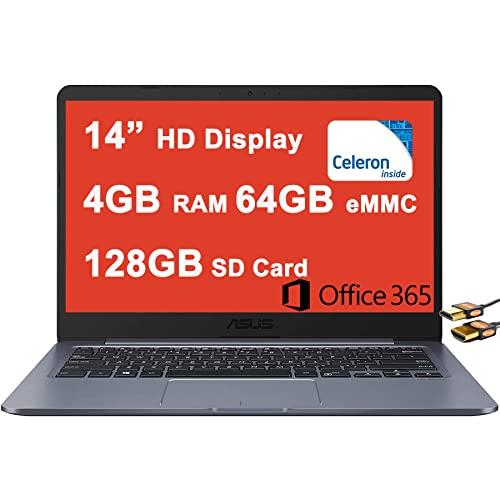 14” HD Display
Celeron
inside
4GB RAM 64GB eMMC
128GB SD Card
Office 365
ASUS